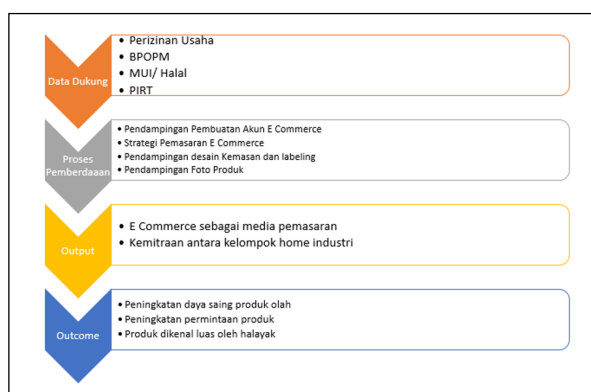 Data Dukung
• Perizinan Usaha
• BPOPM
• MUI/ Halal
• PIRT
Proses
Pemberdaaan
• Pendampingan Pembuatan Akun E Commerce
• Strategi Pemasaran E Commerce
• Pendampingan desain Kemasan dan labeling
• Pendampingan Foto Produk
Output
• E Commerce sebagai media pemasaran
• Kemitraan antara kelompok home industri
Outcome
• Peningkatan daya saing produk olah
• Peningkatan permintaan produk
• Produk dikenal luas oleh halayak